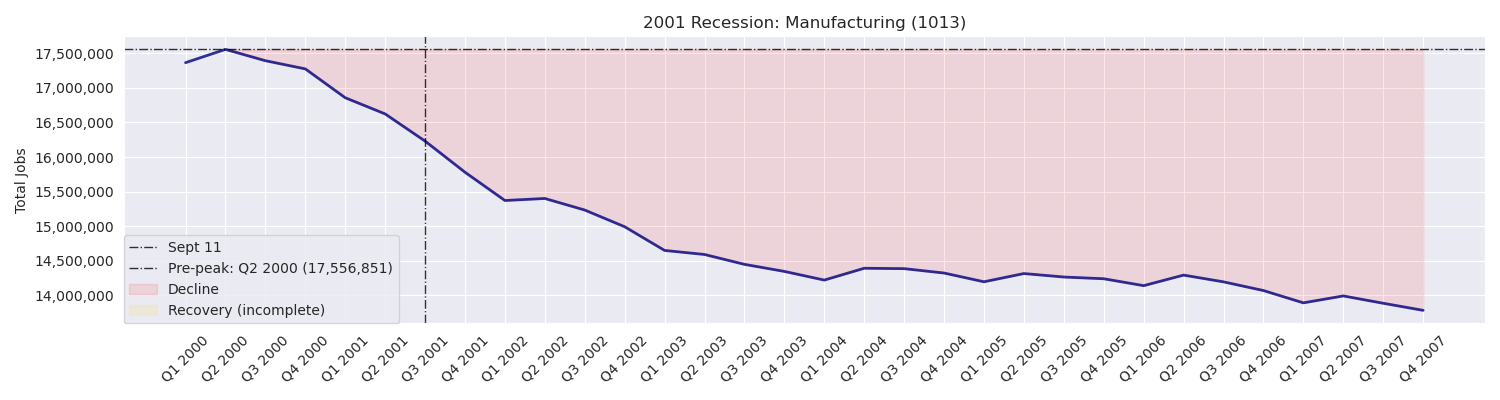 2001 Recession: Manufacturing (1013)
Total Jobs
17,500,000
17,000,000
16,500,000
16,000,000
15,500,000
15,000,000
14,500,000
14,000,000
Sept 11
Pre-peak: Q2 2000 (17,556,851)
Decline
Recovery (incomplete)
Q1 2000
Q2 2000
Q3 2000
Q4 2000
Q1 2001
Q2 2001
Q3 2001
Q4 2001
Q1 2002
Q2 2002
Q3 2002
Q4 2002
Q1 2003
Q2 2003
Q3 2003
Q4 2003
Q1 2004
Q2 2004
Q3 2004
Q4 2004
Q1 2005
Q2 2005
Q3 2005
Q4 2005
Q1 2006
Q2 2006
Q3 2006
Q4 2006
Q1 2007
Q2 2007
Q3 2007
Q4 2007